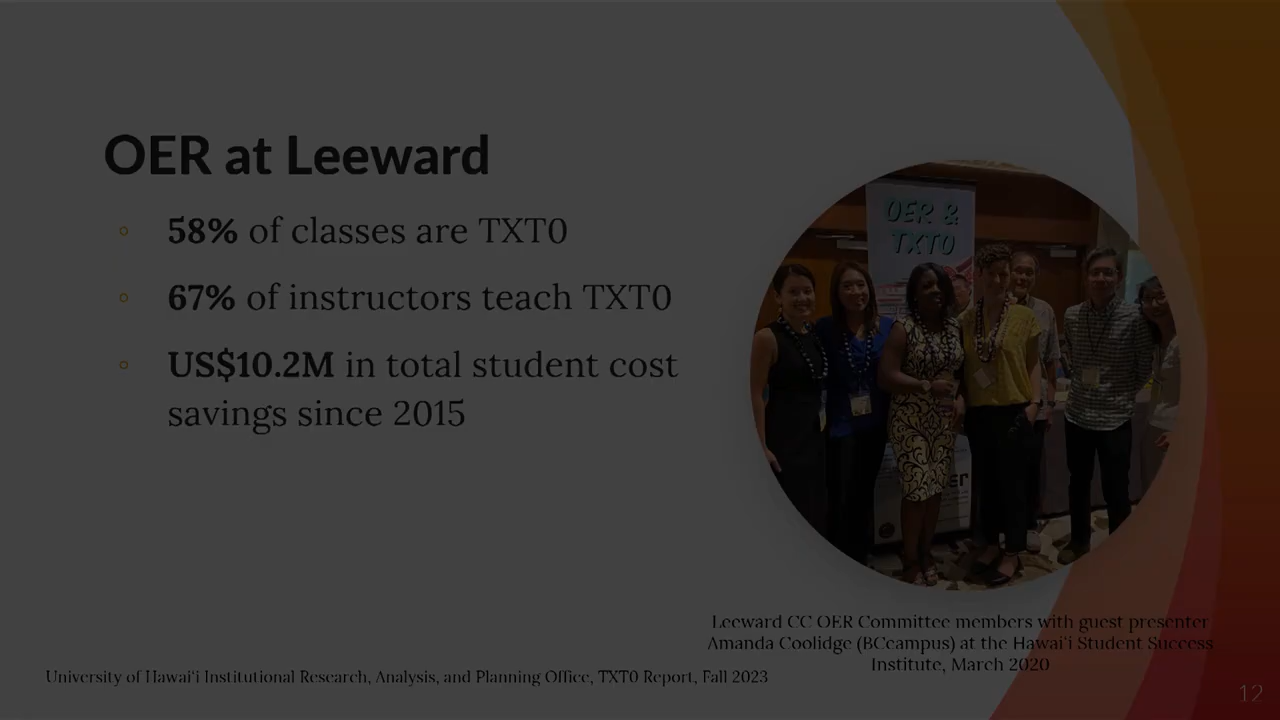 OER at Leeward
58% of classes are TXT0
67% of instructors teach TXT0
US$10.2M in total student cost
savings since 2015
OER &
TXT0
Leeward CC OER Committee members with guest presenter
Amanda Coolidge (BCcampus) at the Hawaiʻi Student Success
Institute, March 2020
University of Hawaiʻi Institutional Research, Analysis, and Planning Office, TXT0 Report, Fall 2023
12